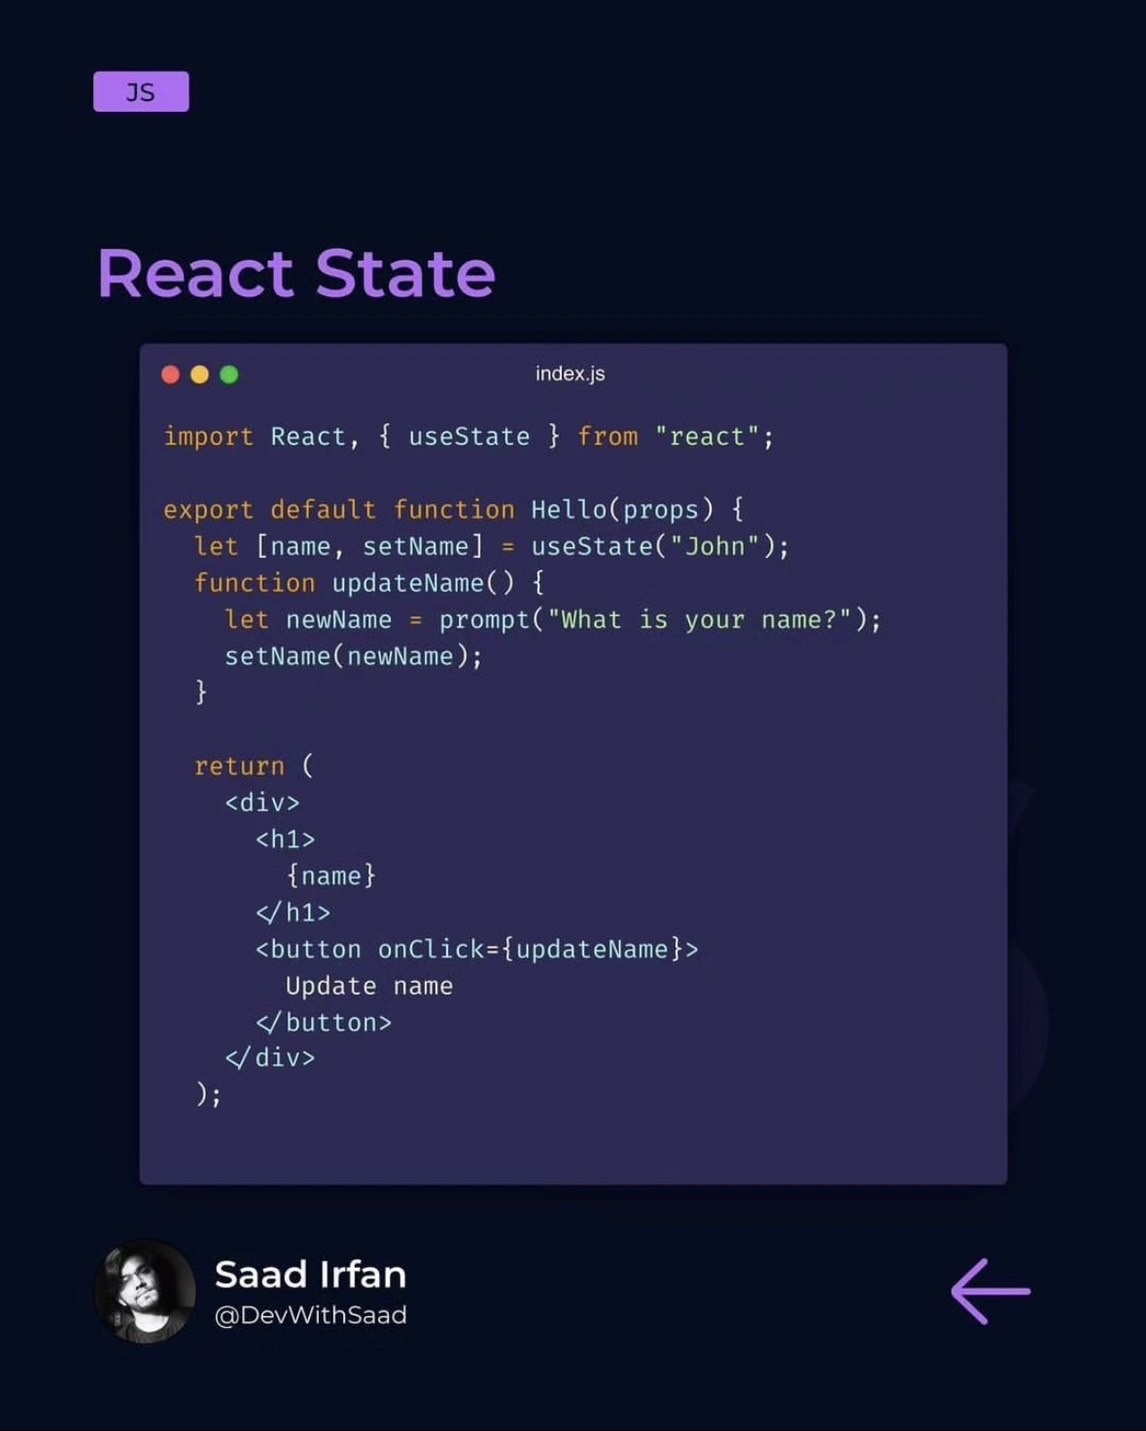 JS
React State
index.js
import React, { useState } from "react";
export default function Hello(props) {
let [name, setName] = useState("John");
function updateName() {
let newName = prompt("What is your name?");
setName(newName);
}
return (
<div>
<h1>
{name}
</h1>
<button onClick={updateName}>
Update name
</button>
</div>
);
Saad Irfan
@DevWithSaad